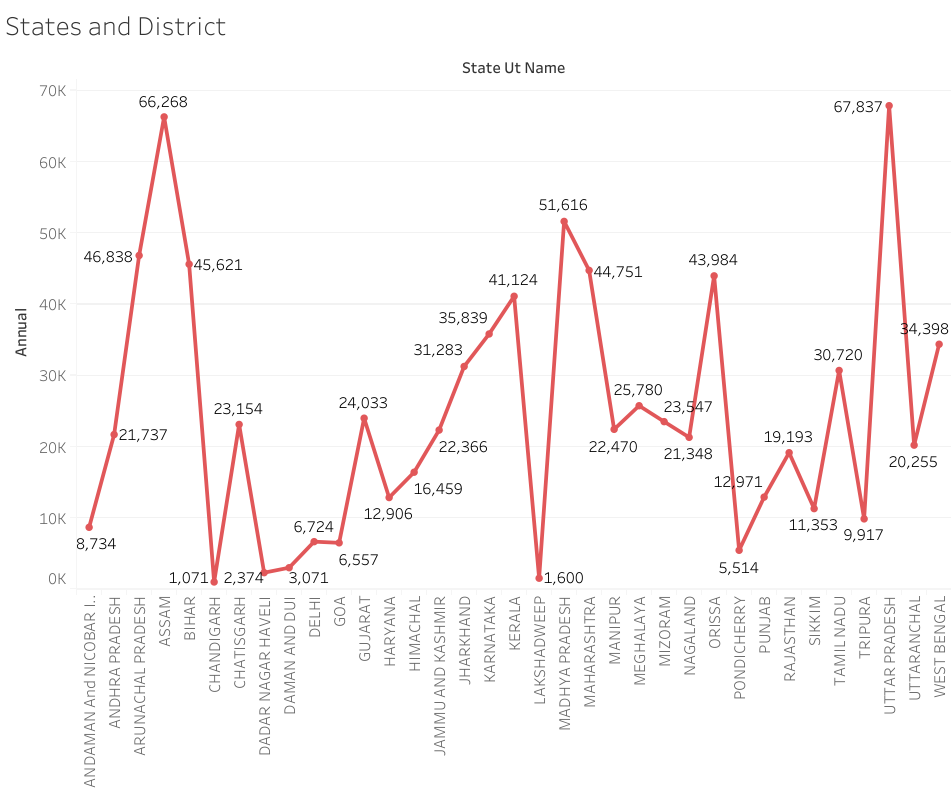 States and District
State Ut Name
Annual
70K
60K
50K
40K
30K
20K
10K
0K
8,734
21,737
46,838
66,268
45,621
1,071
23,154
2,374
3,071
6,724
6,557
24,033
12,906
16,459
22,366
31,283
35,839
41,124
1,600
51,616
44,751
22,470
25,780
23,547
21,348
43,984
5,514
12,971
19,193
11,353
30,720
9,917
67,837
20,255
34,398
ANDAMAN And NICOBAR I..
ANDHRA PRADESH
ARUNACHAL PRADESH
ASSAM
BIHAR
CHANDIGARH
CHATISGARH
DADAR NAGAR HAVELI
DAMAN AND DUI
DELHI
GOA
GUJARAT
HARYANA
HIMACHAL
JAMMU AND KASHMIR
JHARKHAND
KARNATAKA
KERALA
LAKSHADWEEP
MADHYA PRADESH
MAHARASHTRA
MANIPUR
MEGHALAYA
MIZORAM
NAGALAND
ORISSA
PONDICHERRY
PUNJAB
RAJASTHAN
SIKKIM
TAMIL NADU
TRIPURA
UTTAR PRADESH
UTTARANCHAL
WEST BENGAL